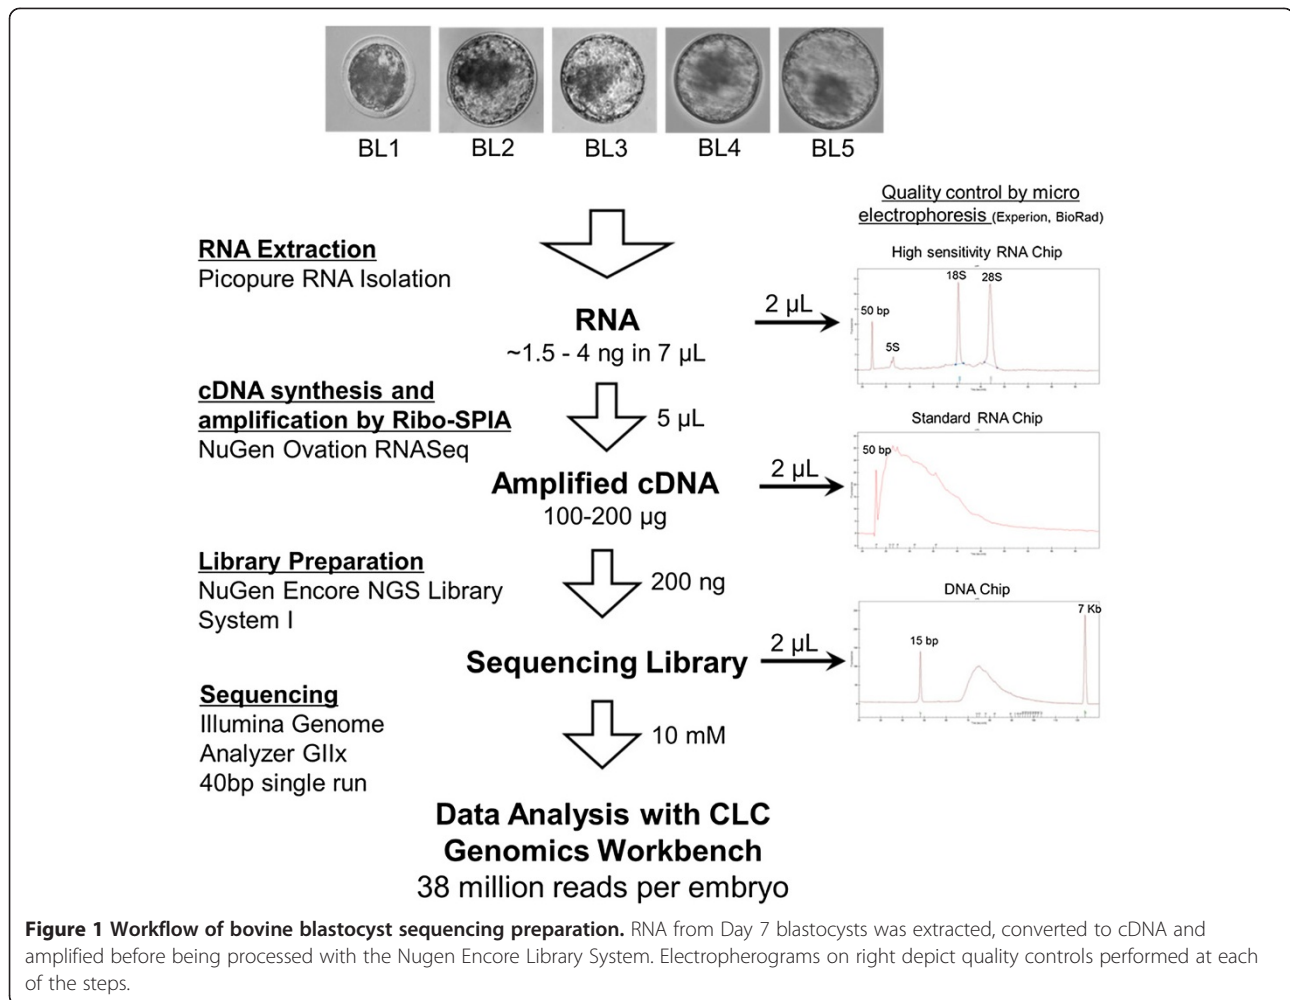 BL1 BL2 BL3 BL4 BL5
Quality control by micro
electrophoresis (Experion, BioRad)
RNA Extraction
Picopure RNA Isolation
High sensitivity RNA Chip
18S 28S
50 bp
5S
2 µL
RNA
~1.5 - 4 ng in 7 µL
cDNA synthesis and
amplification by Ribo-SPIA
NuGen Ovation RNASeq
5 µL
Standard RNA Chip
50 bp
2 µL
Amplified cDNA
100-200 µg
Library Preparation
NuGen Encore NGS Library
System I
200 ng
DNA Chip
7 Kb
15 bp
2 µL
Sequencing Library
Sequencing
Illumina Genome
Analyzer GIIx
40bp single run
10 mM
Data Analysis with CLC
Genomics Workbench
38 million reads per embryo
Figure 1 Workflow of bovine blastocyst sequencing preparation. RNA from Day 7 blastocysts was extracted, converted to cDNA and
amplified before being processed with the Nugen Encore Library System. Electropherograms on right depict quality controls performed at each
of the steps.